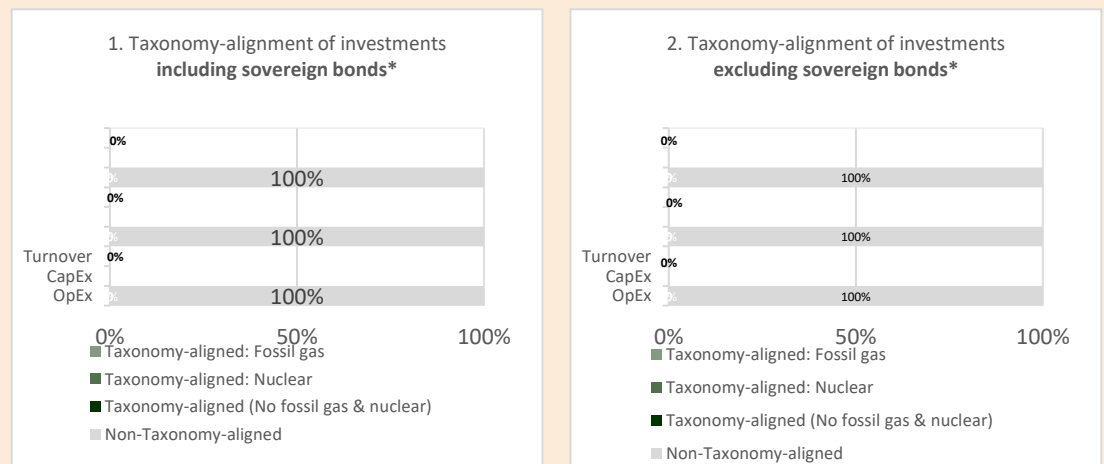 1. Taxonomy-alignment of investments
including sovereign bonds*
0%
100%
0%
100%
Turnover
0%
CapEx
OpEx
100%
0% 50% 100%
Taxonomy-aligned: Fossil gas
Taxonomy-aligned: Nuclear
Taxonomy-aligned (No fossil gas & nuclear)
Non-Taxonomy-aligned
2. Taxonomy-alignment of investments
excluding sovereign bonds*
0%
100%
0%
100%
Turnover
0%
CapEx
OpEx
100%
0% 50% 100%
Taxonomy-aligned: Fossil gas
Taxonomy-aligned: Nuclear
Taxonomy-aligned (No fossil gas & nuclear)
Non-Taxonomy-aligned